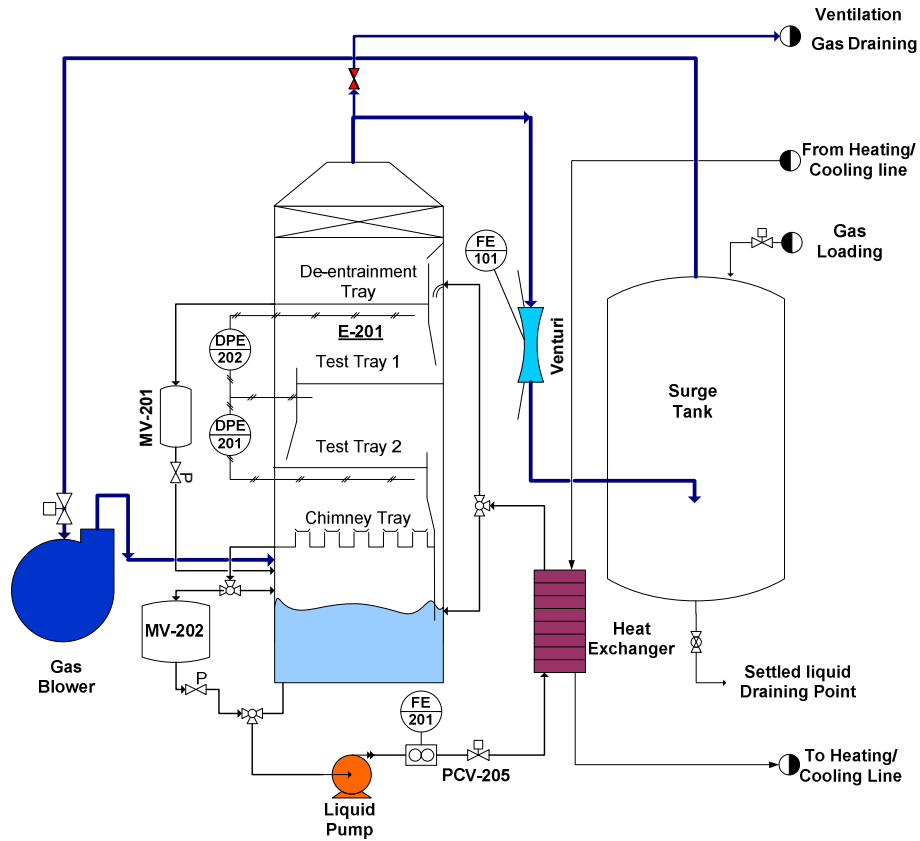 Ventilation
Gas Draining
From Heating/
Cooling line
Gas
Loading
FE
101
De-entrainment
Tray
E-201
DPE
202
Test Tray 1
Venturi
Surge
Tank
MV-201
DPE
201
Test Tray 2
P
Chimney Tray
MV-202
Heat
Exchanger
Gas
Blower
P
Settled liquid
Draining Point
FE
201
PCV-205
To Heating/
Cooling Line
Liquid
Pump